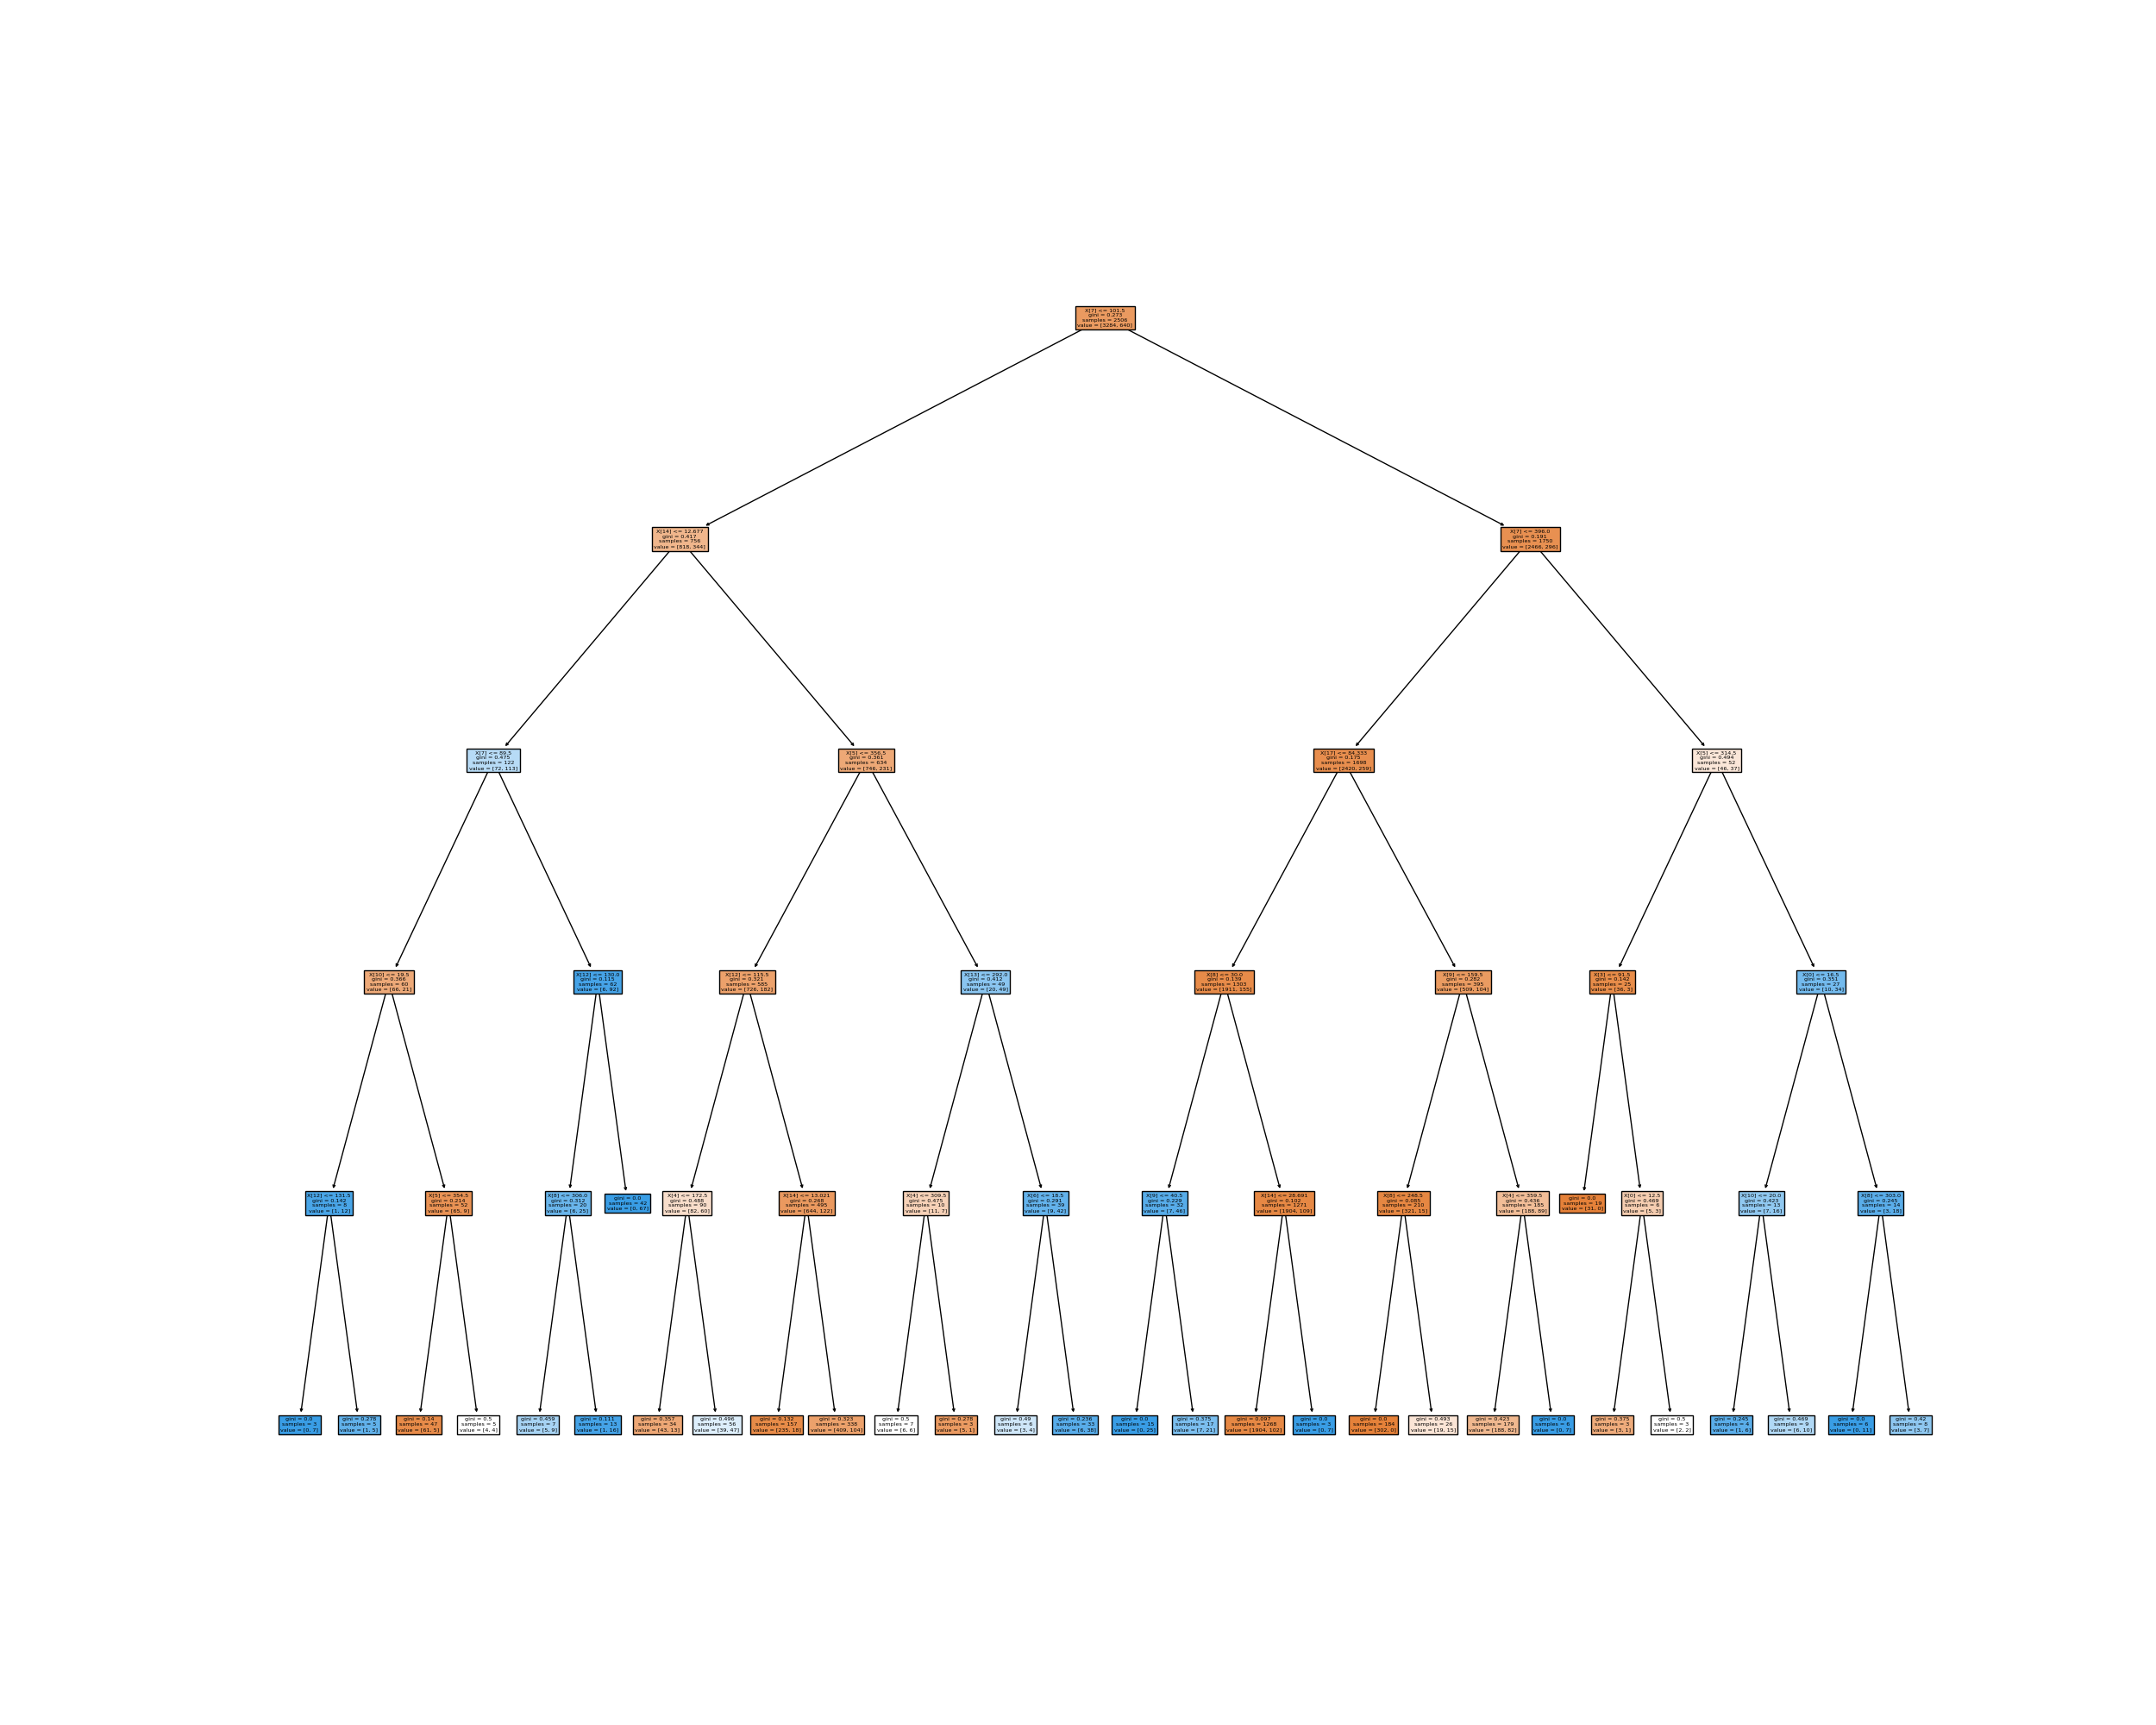 X[7] <= 101.5
gini = 0.273
samples = 2506
value = [3284, 640]
X[14] <= 12.677
gini = 0.417
samples = 756
value = [818, 344]
X[7] <= 396.0
gini = 0.191
samples = 1750
value = [2466, 296]
X[7] <= 89.5
gini = 0.475
samples = 122
value = [72, 113]
X[5] <= 356.5
gini = 0.361
samples = 634
value = [746, 231]
X[17] <= 84.333
gini = 0.175
samples = 1698
value = [2420, 259]
X[5] <= 314.5
gini = 0.494
samples = 52
value = [46, 37]
X[10] <= 19.5
gini = 0.366
samples = 60
value = [66, 21]
X[12] <= 130.0
gini = 0.115
samples = 62
value = [6, 92]
X[12] <= 115.5
gini = 0.321
samples = 585
value = [726, 182]
X[13] <= 292.0
gini = 0.412
samples = 49
value = [20, 49]
X[6] <= 30.0
gini = 0.139
samples = 1303
value = [1911, 155]
X[9] <= 159.5
gini = 0.282
samples = 395
value = [509, 104]
X[3] <= 91.5
gini = 0.142
samples = 25
value = [36, 3]
X[0] <= 16.5
gini = 0.351
samples = 27
value = [10, 34]
X[12] <= 131.5
gini = 0.142
samples = 8
value = [1, 12]
X[5] <= 354.5
gini = 0.214
samples = 52
value = [65, 9]
X[8] <= 306.0
gini = 0.312
samples = 20
value = [6, 25]
gini = 0.0
samples = 42
value = [0, 67]
X[4] <= 172.5
gini = 0.488
samples = 90
value = [82, 60]
X[14] <= 13.021
gini = 0.268
samples = 495
value = [644, 122]
X[4] <= 309.5
gini = 0.475
samples = 10
value = [11, 7]
X[6] <= 16.5
gini = 0.291
samples = 39
value = [9, 42]
X[9] <= 40.5
gini = 0.229
samples = 32
value = [7, 46]
X[14] <= 28.691
gini = 0.102
samples = 1271
value = [1904, 109]
X[8] <= 248.5
gini = 0.085
samples = 210
value = [321, 15]
X[4] <= 359.5
gini = 0.436
samples = 185
value = [188, 89]
gini = 0.0
samples = 19
value = [31, 0]
X[0] <= 12.5
gini = 0.469
samples = 6
value = [5, 3]
X[10] <= 20.0
gini = 0.423
samples = 13
value = [7, 16]
X[8] <= 303.0
gini = 0.245
samples = 14
value = [3, 18]
gini = 0.0
samples = 3
value = [0, 7]
gini = 0.278
samples = 5
value = [1, 5]
gini = 0.14
samples = 47
value = [61, 5]
gini = 0.5
samples = 5
value = [4, 4]
gini = 0.459
samples = 7
value = [5, 9]
gini = 0.111
samples = 13
value = [1, 16]
gini = 0.357
samples = 34
value = [43, 13]
gini = 0.496
samples = 56
value = [39, 47]
gini = 0.132
samples = 157
value = [235, 18]
gini = 0.323
samples = 338
value = [409, 104]
gini = 0.5
samples = 7
value = [6, 6]
gini = 0.278
samples = 3
value = [5, 1]
gini = 0.49
samples = 6
value = [3, 4]
gini = 0.236
samples = 33
value = [6, 38]
gini = 0.0
samples = 15
value = [0, 25]
gini = 0.375
samples = 17
value = [7, 21]
gini = 0.097
samples = 1268
value = [1904, 102]
gini = 0.0
samples = 3
value = [0, 7]
gini = 0.0
samples = 184
value = [302, 0]
gini = 0.493
samples = 26
value = [19, 15]
gini = 0.423
samples = 179
value = [188, 82]
gini = 0.0
samples = 6
value = [0, 7]
gini = 0.375
samples = 3
value = [3, 1]
gini = 0.5
samples = 3
value = [2, 2]
gini = 0.245
samples = 4
value = [1, 6]
gini = 0.469
samples = 9
value = [6, 10]
gini = 0.0
samples = 6
value = [0, 11]
gini = 0.42
samples = 8
value = [3, 7]